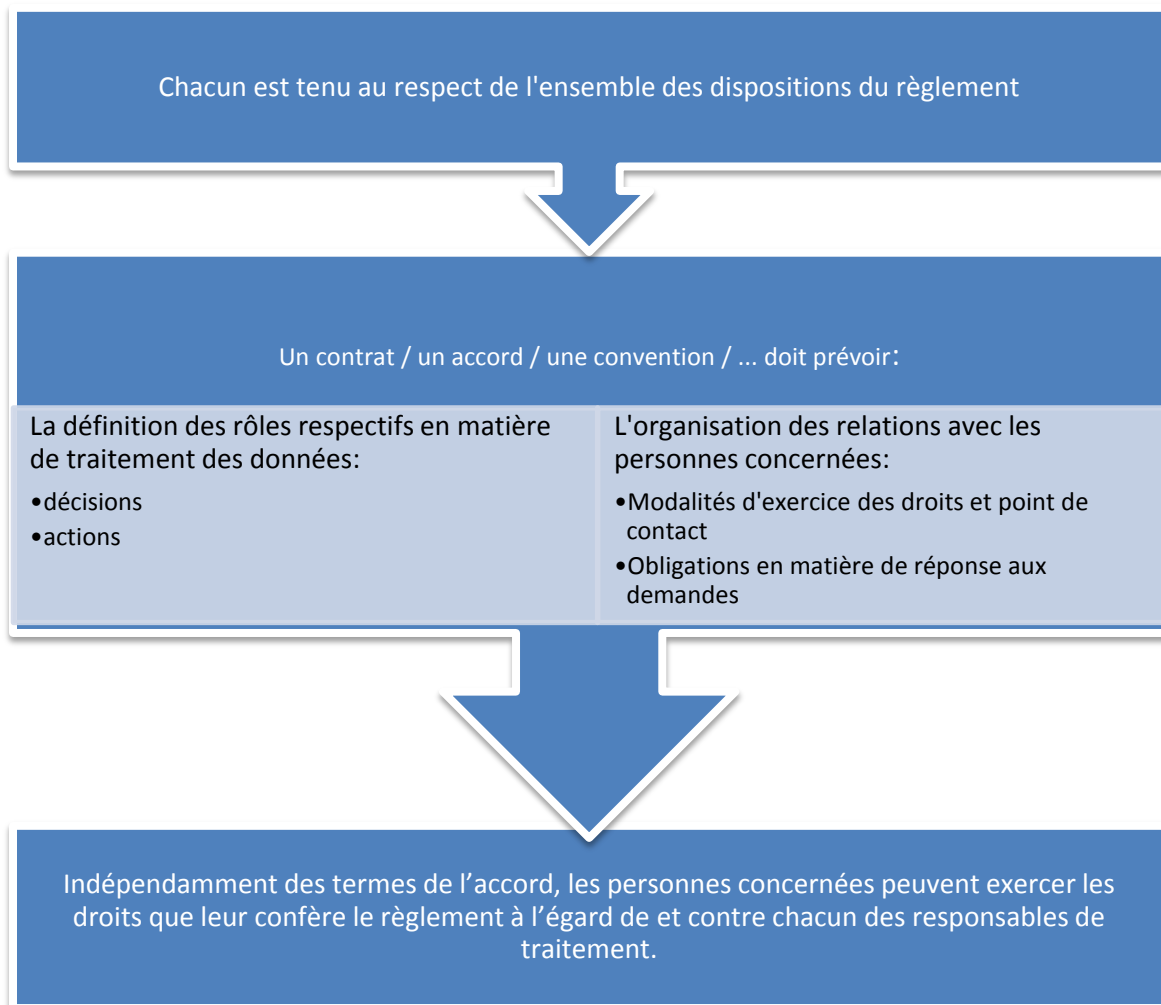 Chacun est tenu au respect de l'ensemble des dispositions du règlement
Un contrat / un accord / une convention / ... doit prévoir:
La définition des rôles respectifs en matière
de traitement des données:
•décisions
•actions
L'organisation des relations avec les
personnes concernées:
•Modalités d'exercice des droits et point de
contact
•Obligations en matière de réponse aux
demandes
Indépendamment des termes de l’accord, les personnes concernées peuvent exercer les
droits que leur confère le règlement à l’égard de et contre chacun des responsables de
traitement.